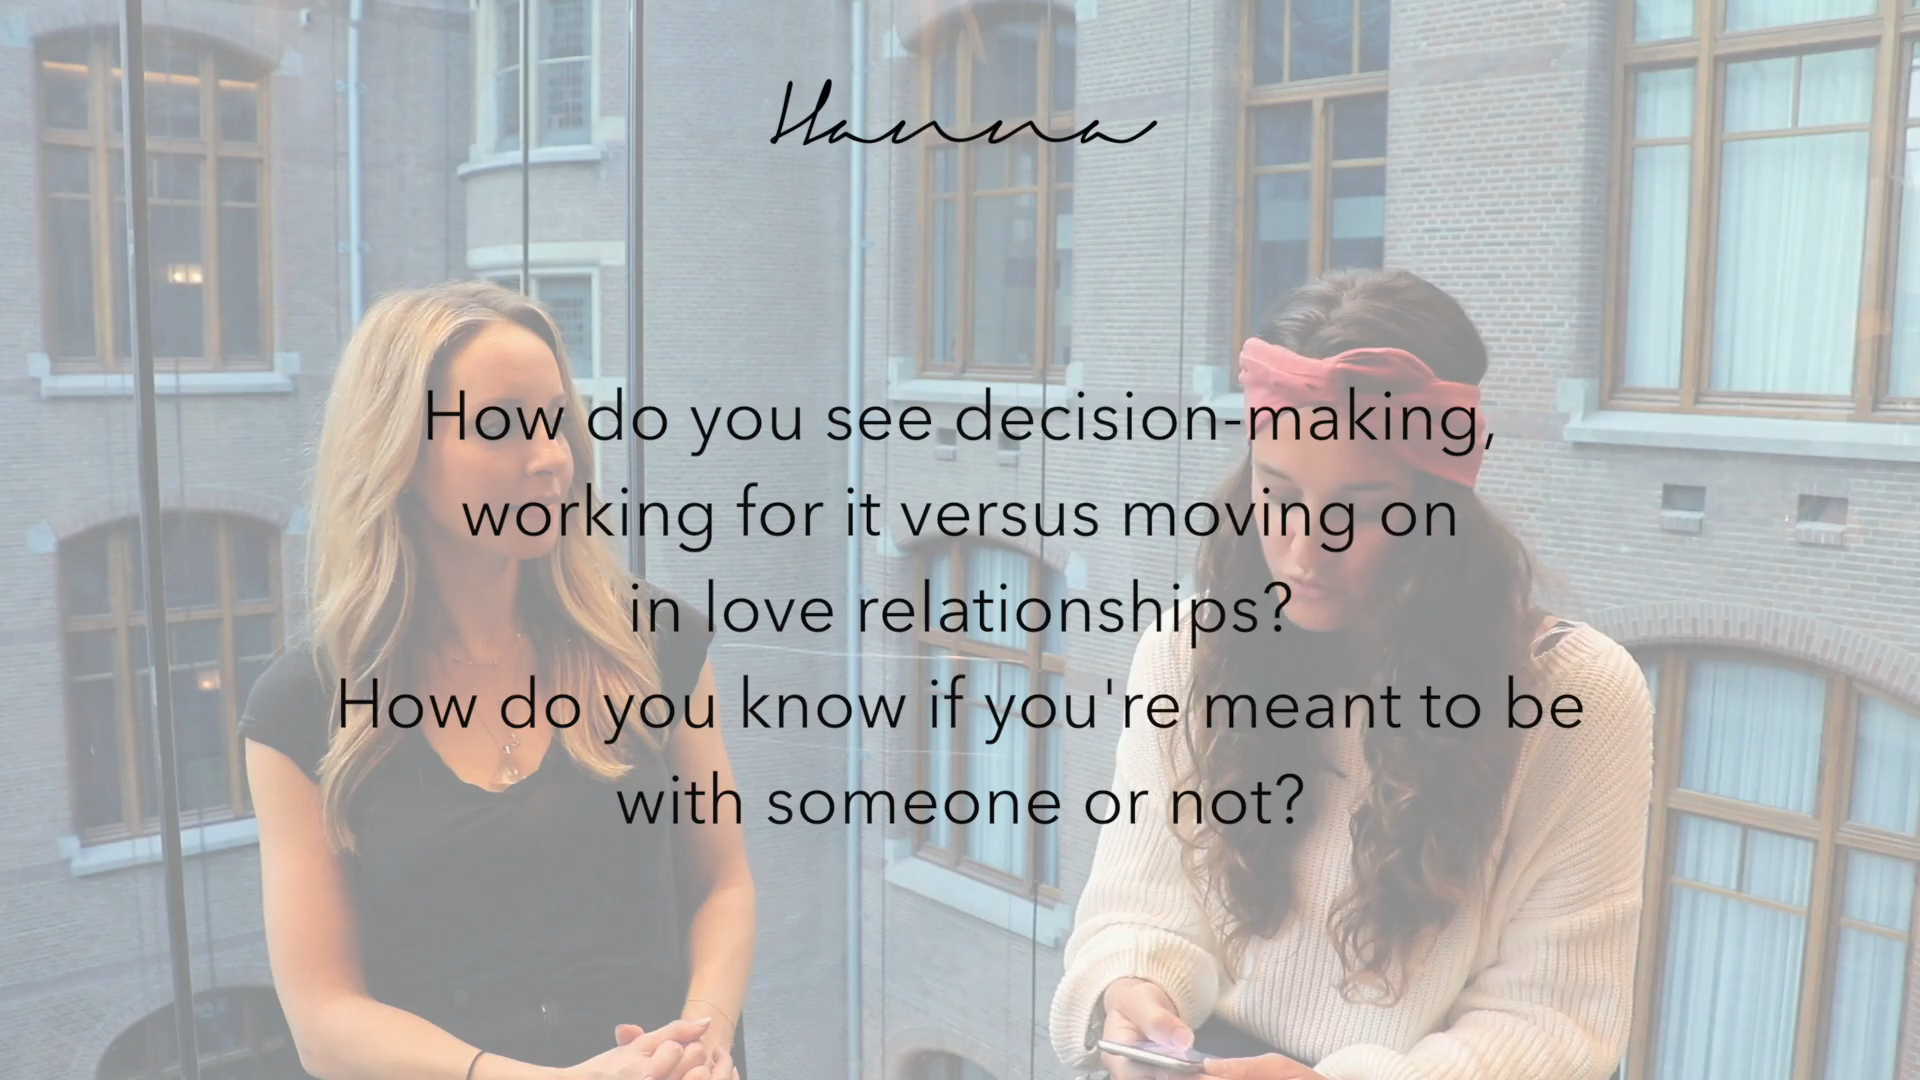 Hanna
How do you see decision-making,
working for it versus moving on
in love relationships?
How do you know if you're meant to be
with someone or not?